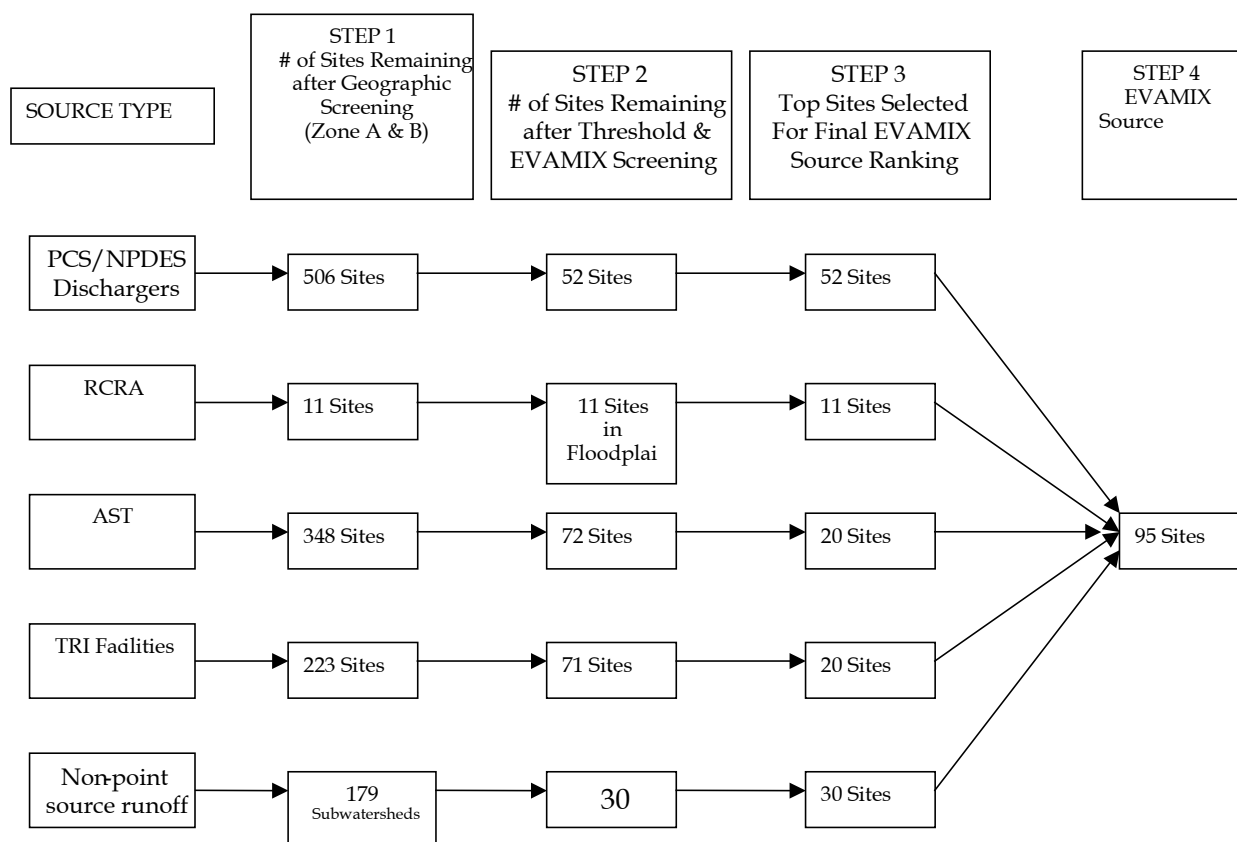 SOURCE TYPE
STEP 1
# of Sites Remaining
after Geographic
Screening
(Zone A & B)
STEP 2
# of Sites Remaining
after Threshold &
EVAMIX Screening
STEP 3
Top Sites Selected
For Final EVAMIX
Source Ranking
STEP 4
EVAMIX
Source
PCS/NPDES
Dischargers
506 Sites
52 Sites
52 Sites
RCRA
11 Sites
11 Sites
in
Floodplai
11 Sites
AST
348 Sites
72 Sites
20 Sites
95 Sites
TRI Facilities
223 Sites
71 Sites
20 Sites
Non-point
source runoff
179
Subwatersheds
30
30 Sites